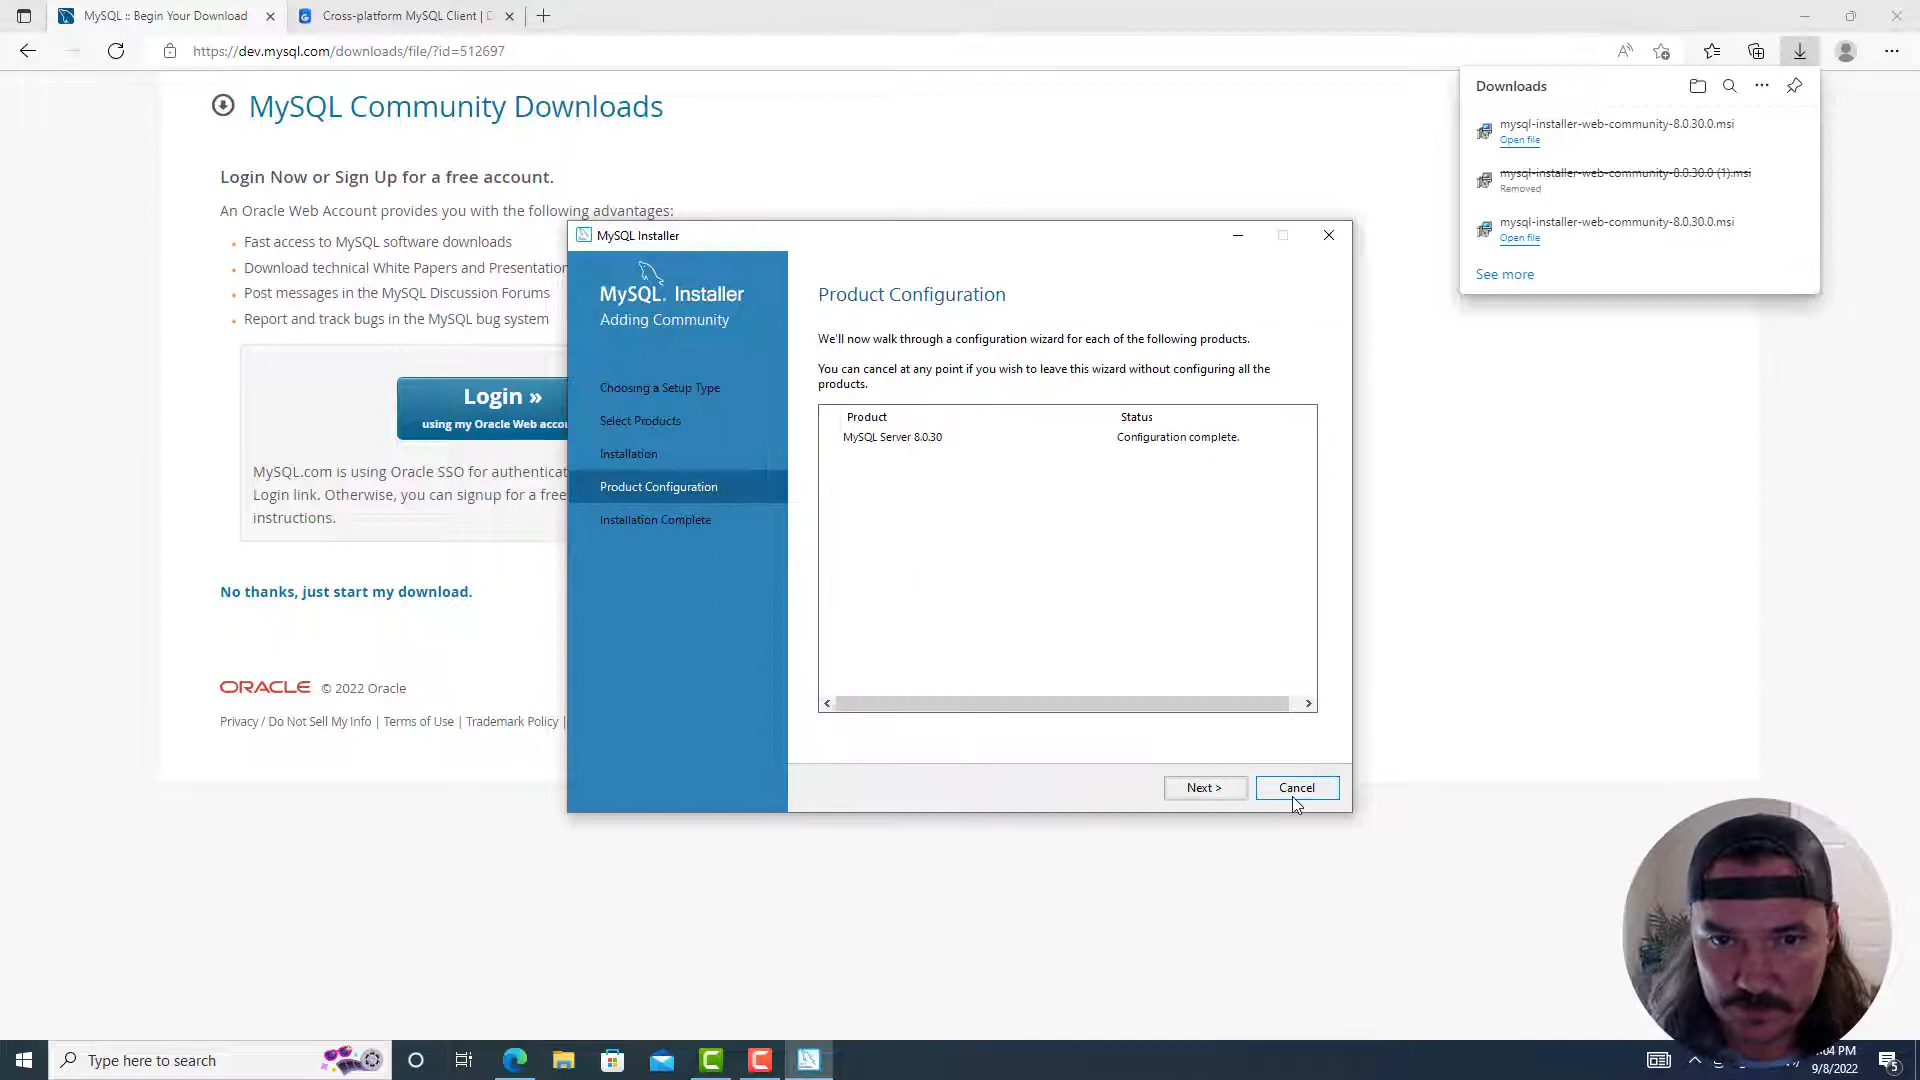 MySQL :: Begin Your Download
Cross-platform MySQL Client |
https://dev.mysql.com/downloads/file/?id=512697
MySQL Community Downloads
Login Now or Sign Up for a free account.
An Oracle Web Account provides you with the following advantages:
Fast access to MySQL software downloads
Download technical White Papers and Presentation
Post messages in the MySQL Discussion Forums
Report and track bugs in the MySQL bug system
Login »
using my Oracle Web accou
MySQL.com is using Oracle SSO for authenticat
Login link. Otherwise, you can signup for a free
instructions.
No thanks, just start my download.
ORACLE © 2022 Oracle
Privacy / Do Not Sell My Info | Terms of Use | Trademark Policy |
Downloads
mysql-installer-web-community-8.0.30.0.msi
Open file
mysql-installer-web-community-8.0.30.0 (1).msi
Removed
mysql-installer-web-community-8.0.30.0.msi
Open file
See more
MySQL Installer
MySQL. Installer
Adding Community
Choosing a Setup Type
Select Products
Installation
Product Configuration
Installation Complete
Product Configuration
We'll now walk through a configuration wizard for each of the following products.
You can cancel at any point if you wish to leave this wizard without configuring all the
products.
Product Status
MySQL Server 8.0.30 Configuration complete.
Next >
Cancel
Type here to search
:04 PM
9/8/2022
5